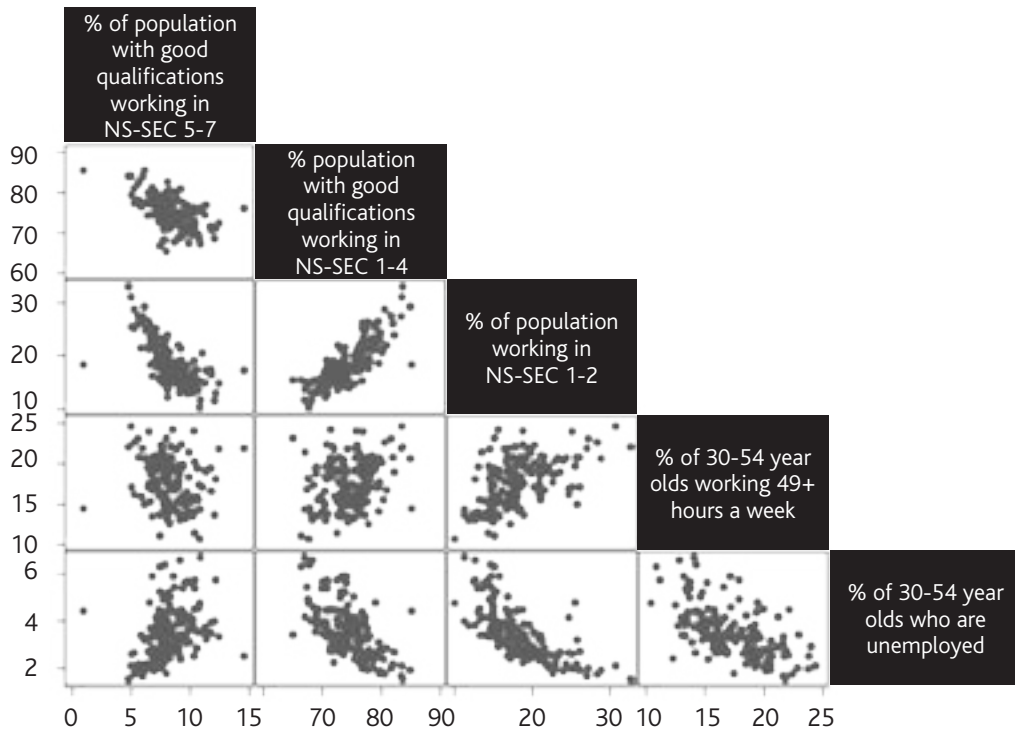 % of population
with good
qualifications
working in
NS-SEC 5-7
90
80
70
60
% population
with good
qualifications
working in
NS-SEC 1-4
30
20
10
% of population
working in
NS-SEC 1-2
25
20
15
10
% of 30-54 year
olds working 49+
hours a week
6
4
2
% of 30-54 year
olds who are
unemployed
0 5 10 15 70 80 90 20 30 10 15 20 25